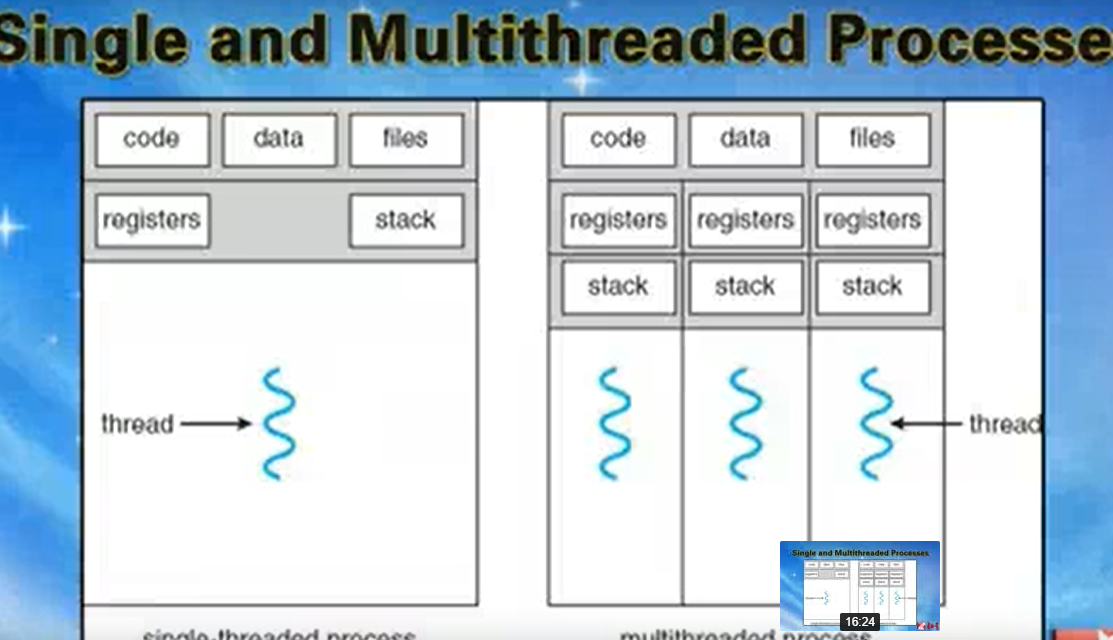 Single and Multithreaded Processe
code data files code data files
registers stack registers registers registers
stack stack stack
thread thread
single-threaded process multithreaded process
Single and Multithreaded Processes
16:24